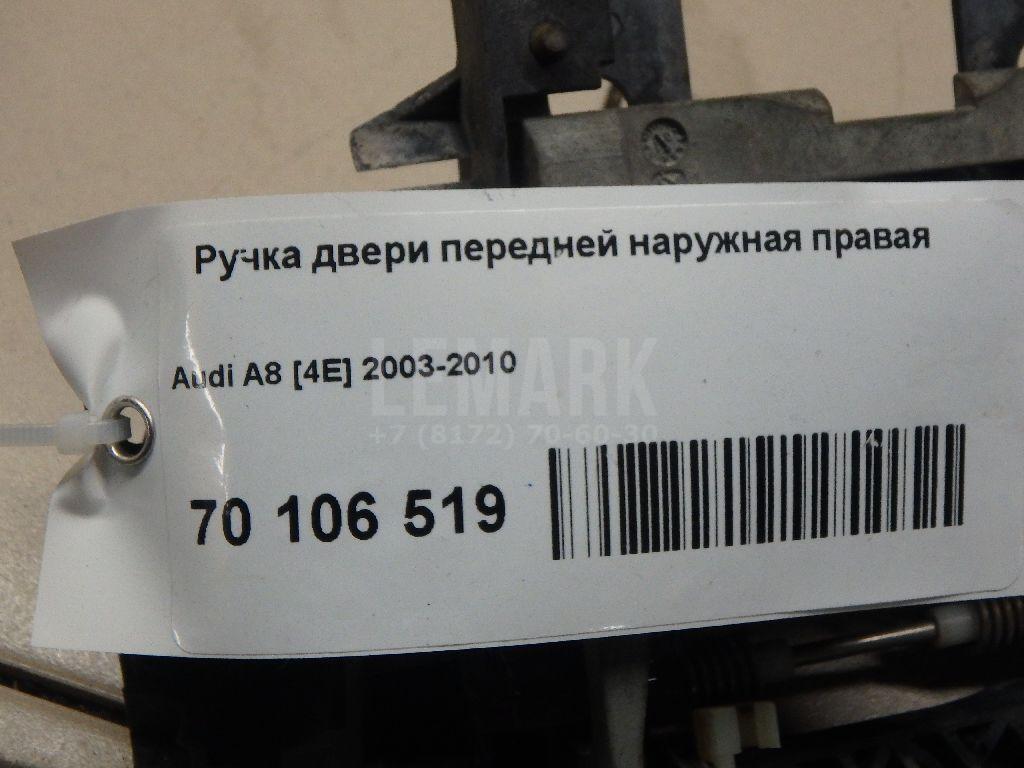 Ручка двери передней наружная правая
Audi A8 [4E] 2003-2010
LEMARK
+7 (8172) 70-60-30
70 106 519